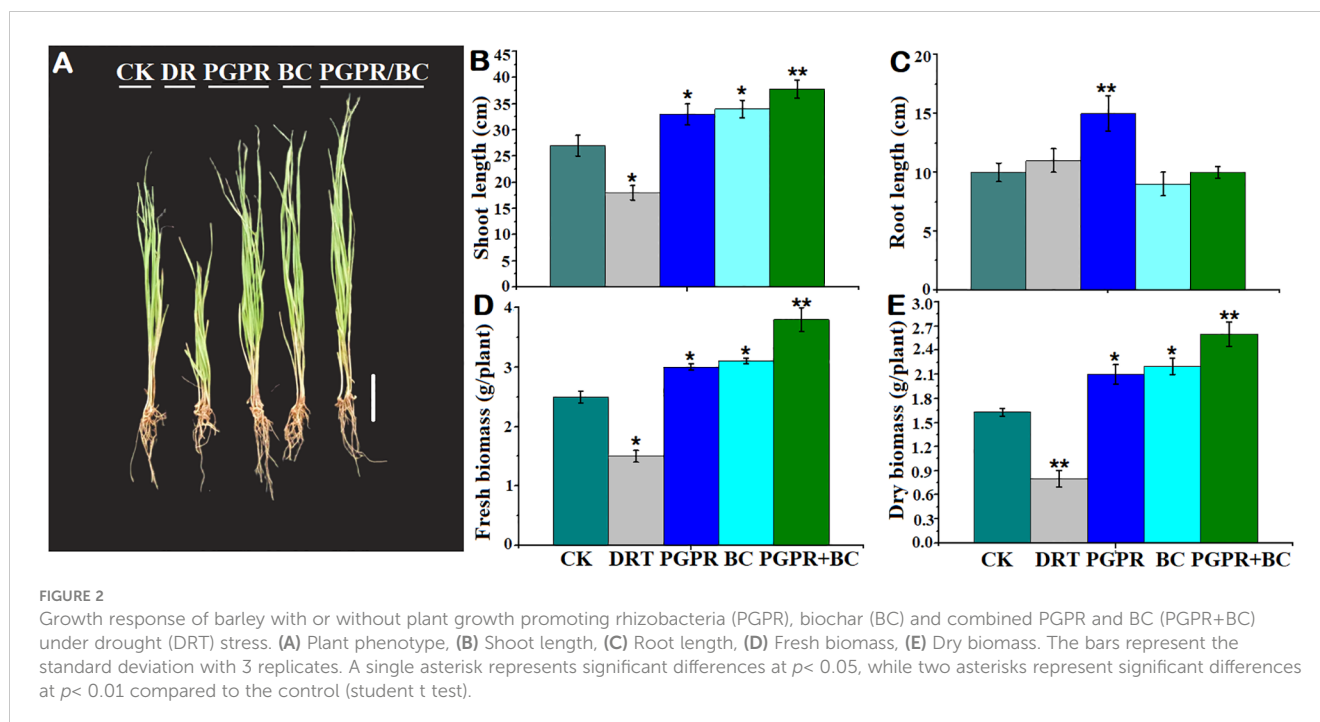 A
CK DR PGPR BC PGPR/BC
B
Shoot length (cm)
45
40
35
30
25
20
15
10
5
0
* * * **
C
Root length (cm)
20
15
10
5
0
**
D
Fresh biomass (g/plant)
4
3
2
1
0
* * * **
CK DRT PGPR BC PGPR+BC
E
Dry biomass (g/plant)
3.0
2.7
2.4
2.1
1.8
1.5
1.2
0.9
0.6
0.3
0.0
** * * **
CK DRT PGPR BC PGPR+BC
FIGURE 2
Growth response of barley with or without plant growth promoting rhizobacteria (PGPR), biochar (BC) and combined PGPR and BC (PGPR+BC)
under drought (DRT) stress. (A) Plant phenotype, (B) Shoot length, (C) Root length, (D) Fresh biomass, (E) Dry biomass. The bars represent the
standard deviation with 3 replicates. A single asterisk represents significant differences at p< 0.05, while two asterisks represent significant differences
at p< 0.01 compared to the control (student t test).